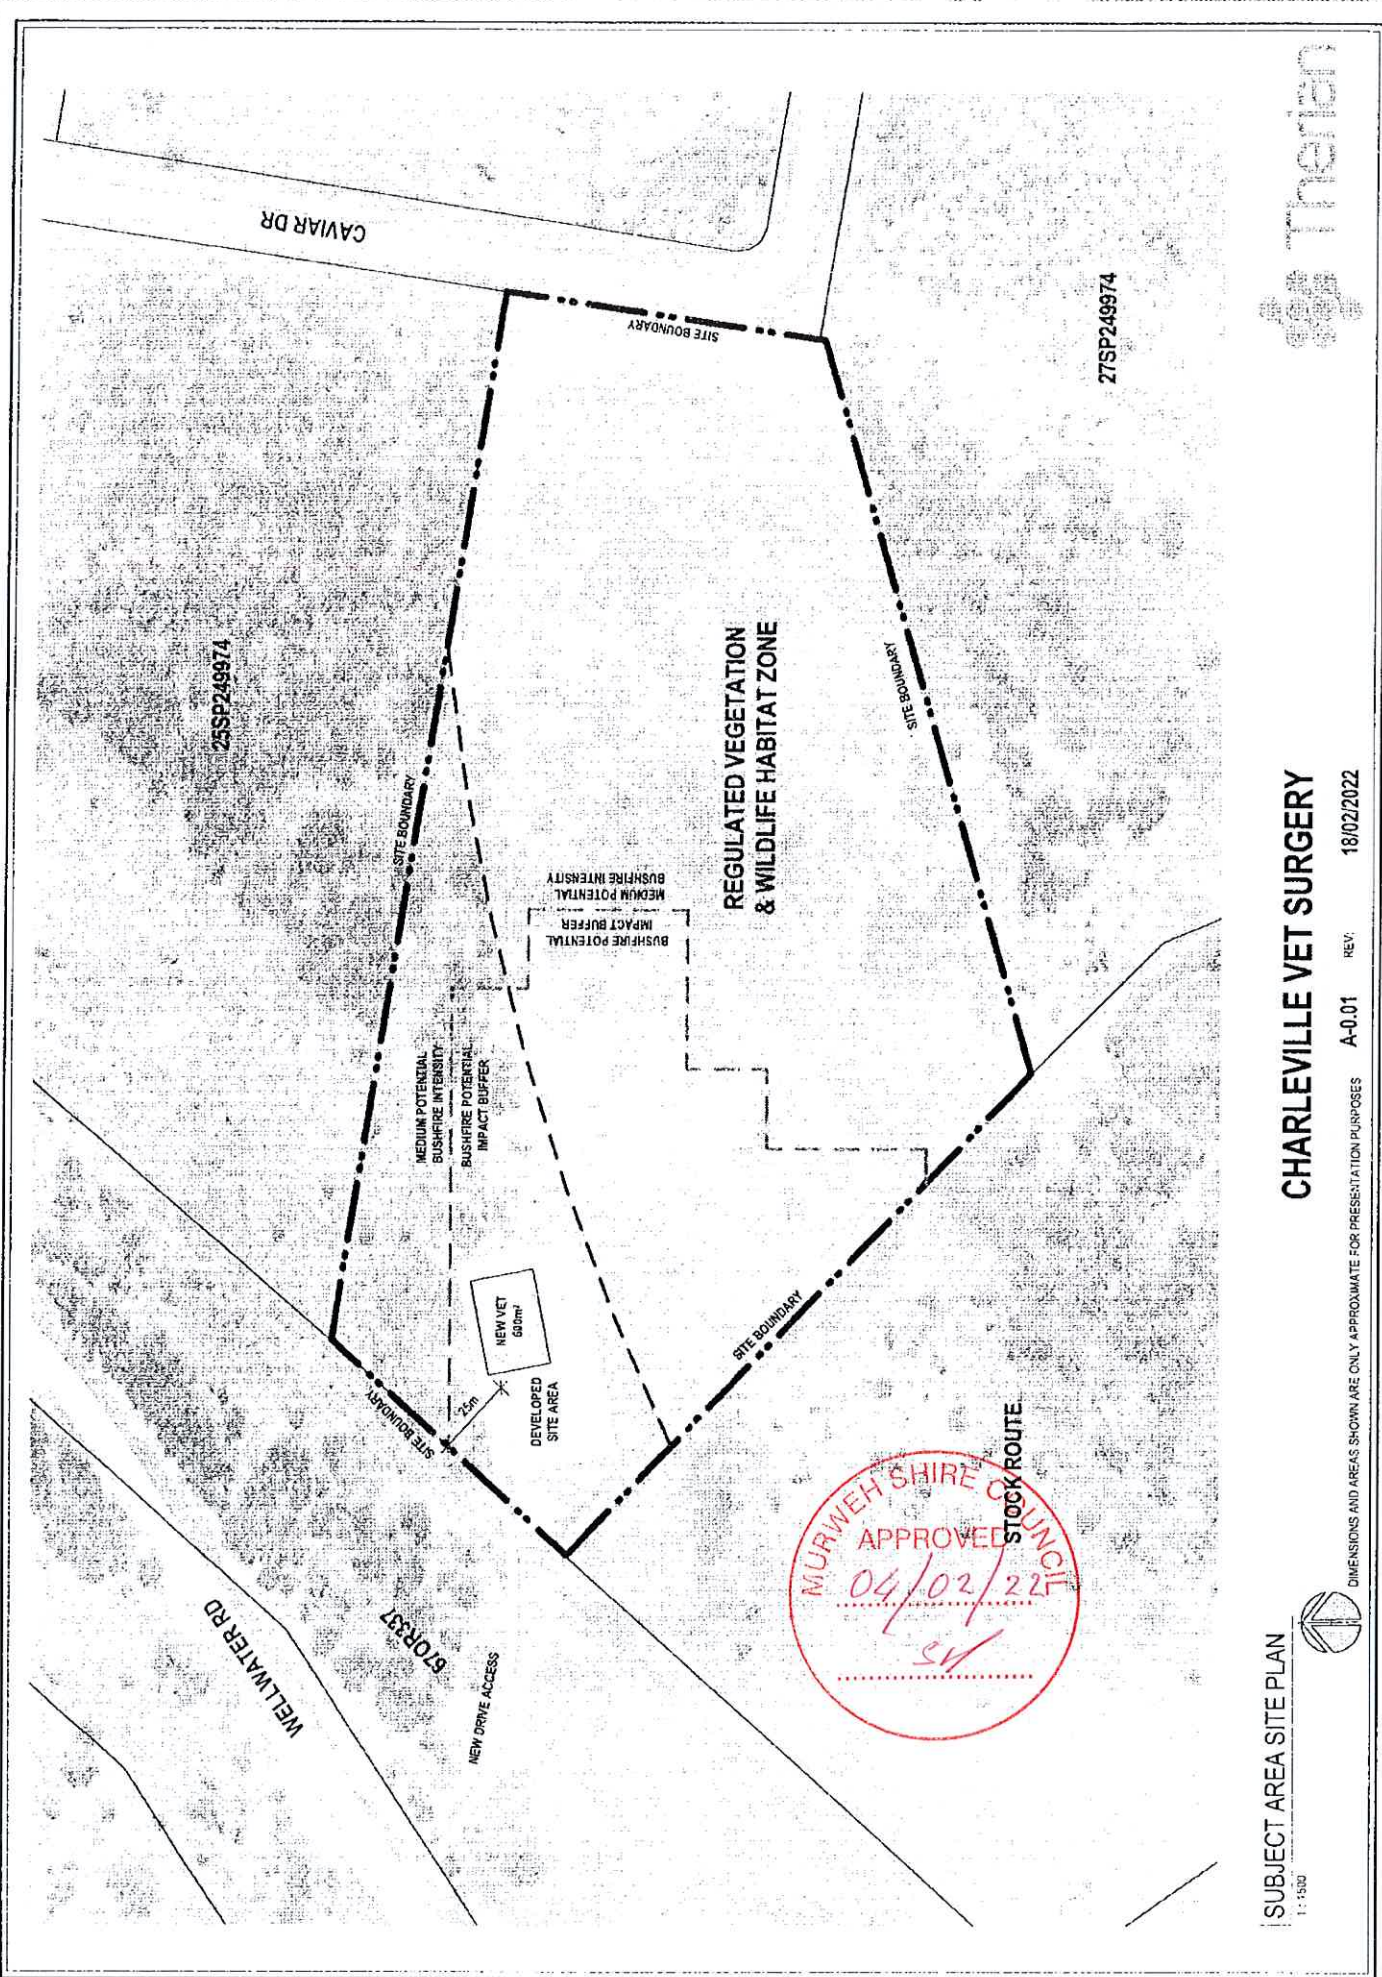 CAVIAR DR
25SP249974
27SP249974
SITE BOUNDARY
SITE BOUNDARY
SITE BOUNDARY
SITE BOUNDARY
SITE BOUNDARY
REGULATED VEGETATION
& WILDLIFE HABITAT ZONE
MEDIUM POTENTIAL
BUSHFIRE INTENSITY
BUSHFIRE POTENTIAL
IMPACT BUFFER
MEDIUM POTENTIAL
BUSHFIRE INTENSITY
BUSHFIRE POTENTIAL
IMPACT BUFFER
NEW VET
600m²
25m
DEVELOPED
SITE AREA
WELLWATER RD
67OR337
NEW DRIVE ACCESS
STOCK ROUTE
MURWEH SHIRE COUNCIL
APPROVED
04/02/22
Therian
SUBJECT AREA SITE PLAN
1:1500
CHARLEVILLE VET SURGERY
DIMENSIONS AND AREAS SHOWN ARE ONLY APPROXIMATE FOR PRESENTATION PURPOSES
A-0.01
REV:
18/02/2022